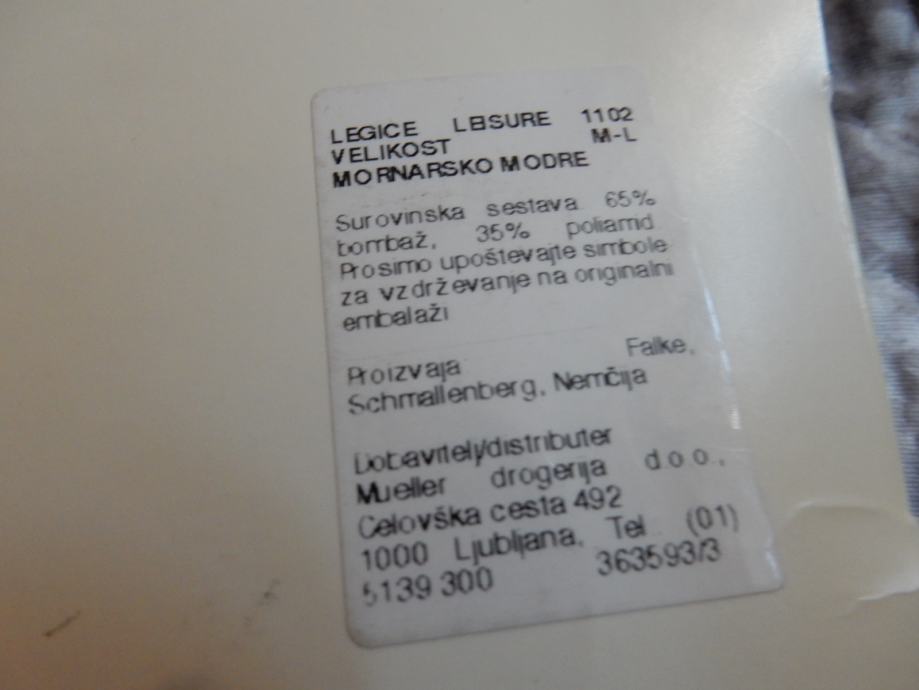 LEGICE LEISURE 1102
VELIKOST M-L
MORNARSKO MODRE
Surovinska sestava 65%
bombaž, 35% poliamid
Prosimo upoštevajte simbole
za vzdrževanje na originalni
embalaži
Proizvaja Falke,
Schmallenberg, Nemčija
Dobavitelj/distributer
Mueller drogerija d.o.o.,
Celovška cesta 492
1000 Ljubljana, Tel. (01)
5139 300 363593/3